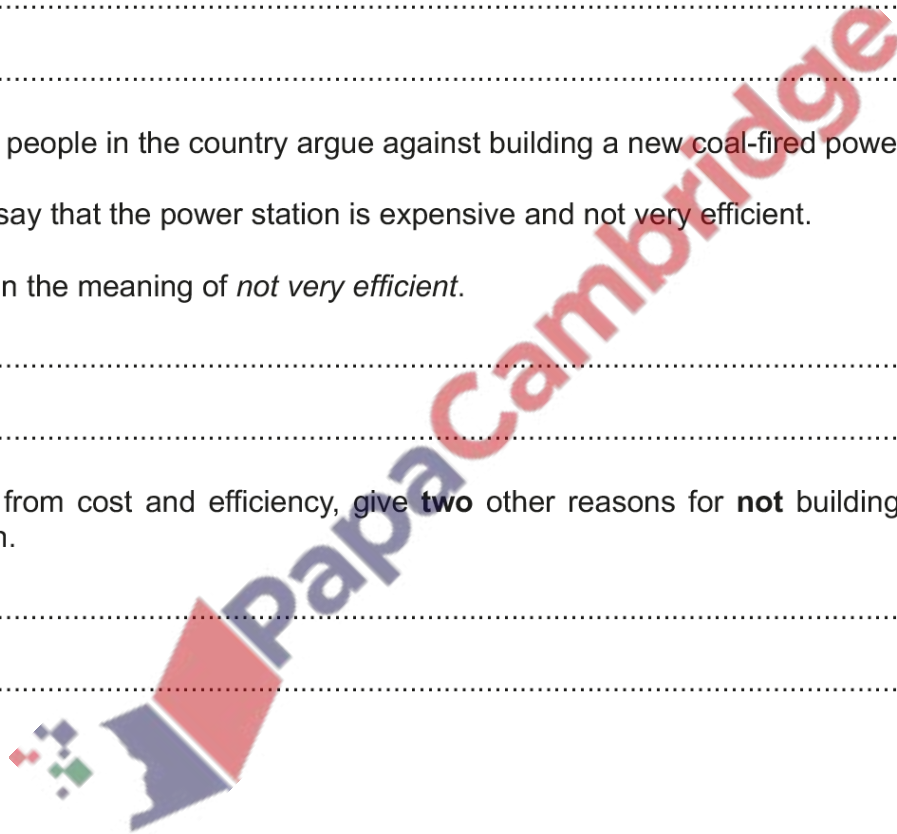 people in the country argue against building a new coal-fired powe
say that the power station is expensive and not very efficient.
n the meaning of not very efficient.
from cost and efficiency, give two other reasons for not building
n.
PapaCambridge